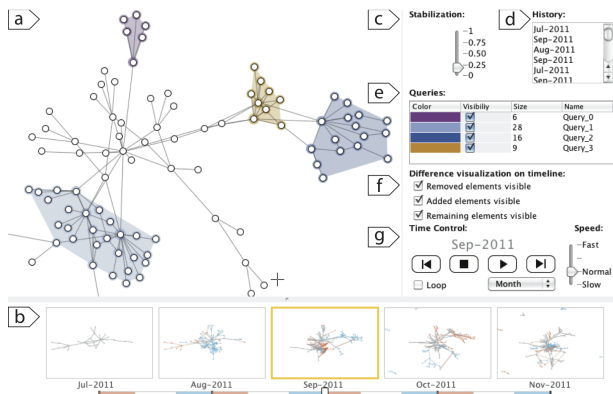 a
c
Stabilization:
1
0.75
0.50
0.25
0
d
History:
Jul-2011
Sep-2011
Aug-2011
Sep-2011
Jul-2011
Sep-2011
e
Queries:
Color Visibiliy Size Name
6 Query_0
28 Query_1
16 Query_2
9 Query_3
f
Difference visualization on timeline:
Removed elements visible
Added elements visible
Remaining elements visible
g
Time Control: Speed:
Sep-2011
Fast
Normal
Slow
Loop Month
b
Jul-2011 Aug-2011 Sep-2011 Oct-2011 Nov-2011